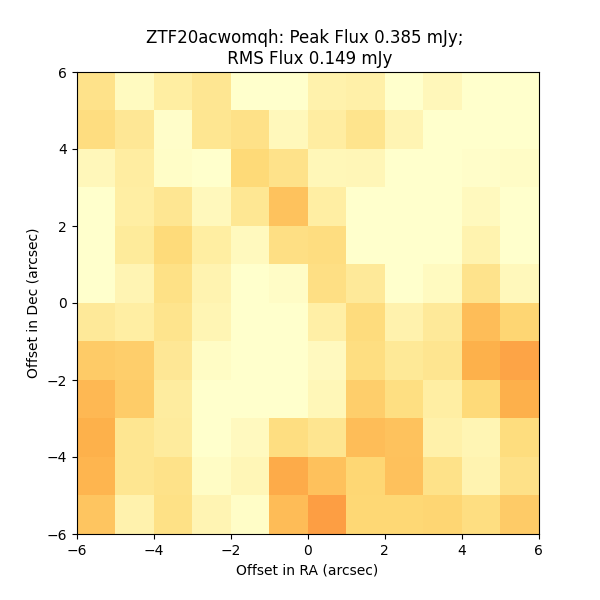 ZTF20acwomqh: Peak Flux 0.385 mJy;
RMS Flux 0.149 mJy
6
4
2
0
−2
−4
−6
Offset in Dec (arcsec)
−6 −4 −2 0 2 4 6
Offset in RA (arcsec)